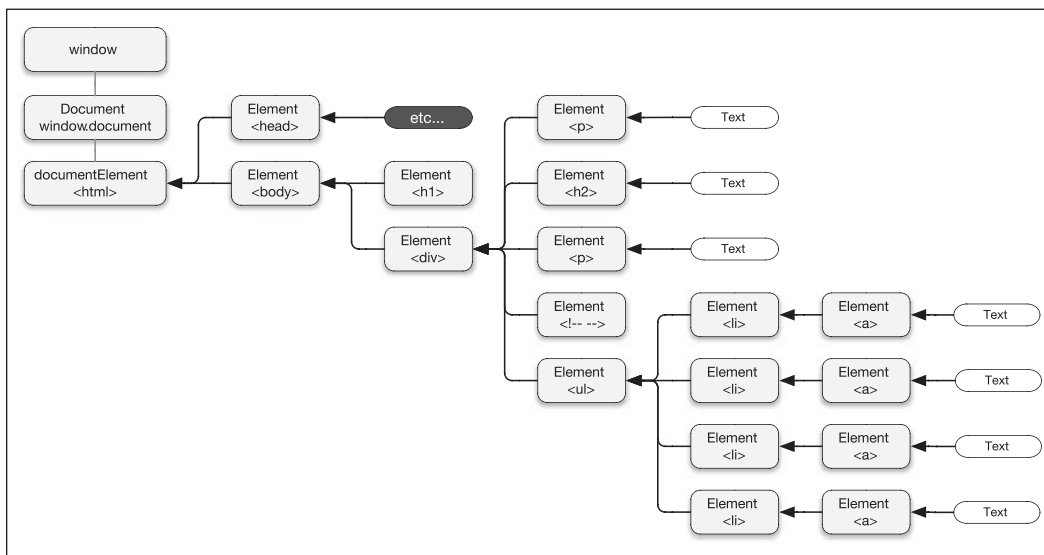 window
Document
window.document
Element
<head>
etc...
Element
<p>
Text
documentElement
<html>
Element
<body>
Element
<h1>
Element
<h2>
Text
Element
<div>
Element
<p>
Text
Element
<!-- -->
Element
<li>
Element
<a>
Text
Element
<ul>
Element
<li>
Element
<a>
Text
Element
<li>
Element
<a>
Text
Element
<li>
Element
<a>
Text